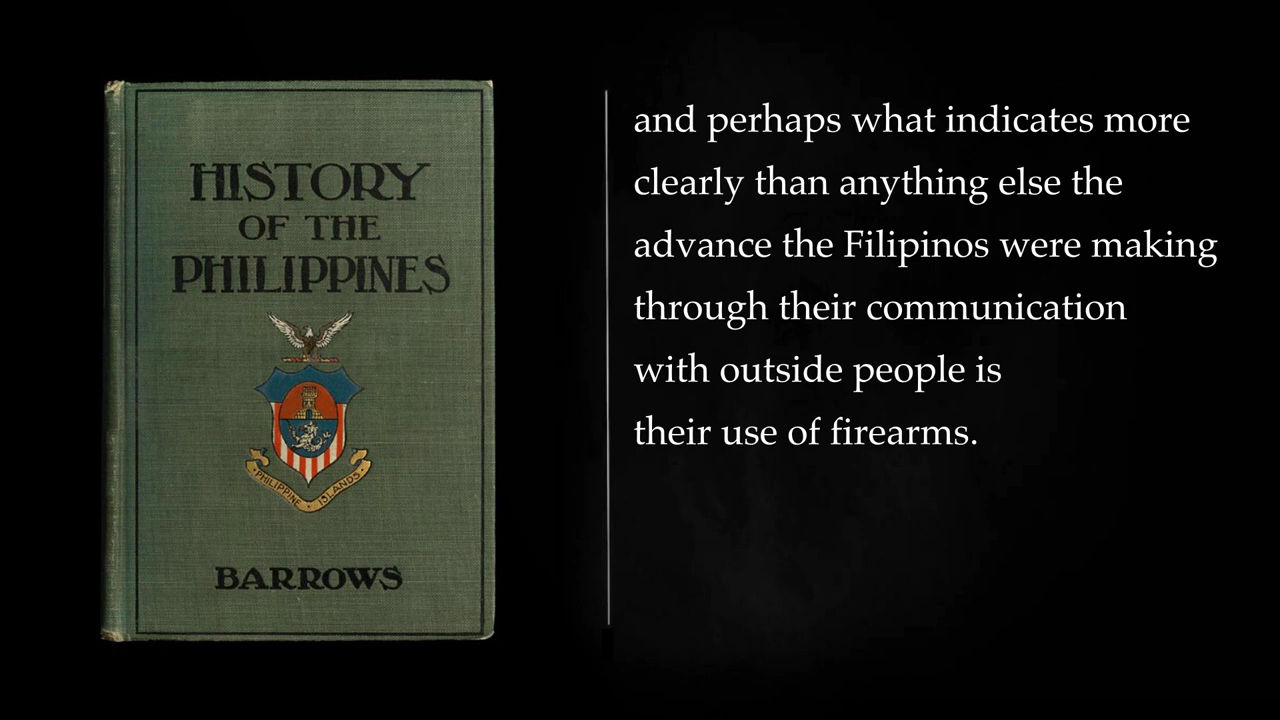 HISTORY
OF THE
PHILIPPINES
PHILIPPINE ISLANDS
BARROWS
and perhaps what indicates more
clearly than anything else the
advance the Filipinos were making
through their communication
with outside people is
their use of firearms.